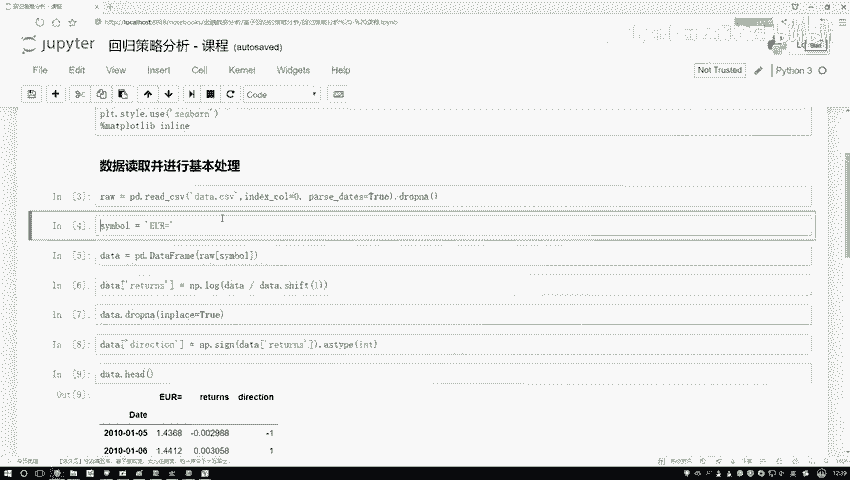 jupyter 回归策略分析 - 课程 (autosaved)
File Edit View Insert Cell Kernel Widgets Help
Not Trusted
Python 3
Code
plt.style.use('seaborn')
%matplotlib inline
数据读取并进行基本处理
In [3]: raw = pd.read_csv('data.csv',index_col=0, parse_dates=True).dropna()
In [4]: symbol = 'EUR='
In [5]: data = pd.DataFrame(raw[symbol])
In [6]: data['returns'] = np.log(data / data.shift(1))
In [7]: data.dropna(inplace=True)
In [8]: data['direction'] = np.sign(data['returns']).astype(int)
In [9]: data.head()
Out[9]:
EUR= returns direction
Date
2010-01-05 1.4368 -0.002988 -1
2010-01-06 1.4412 0.003058 1
12:39